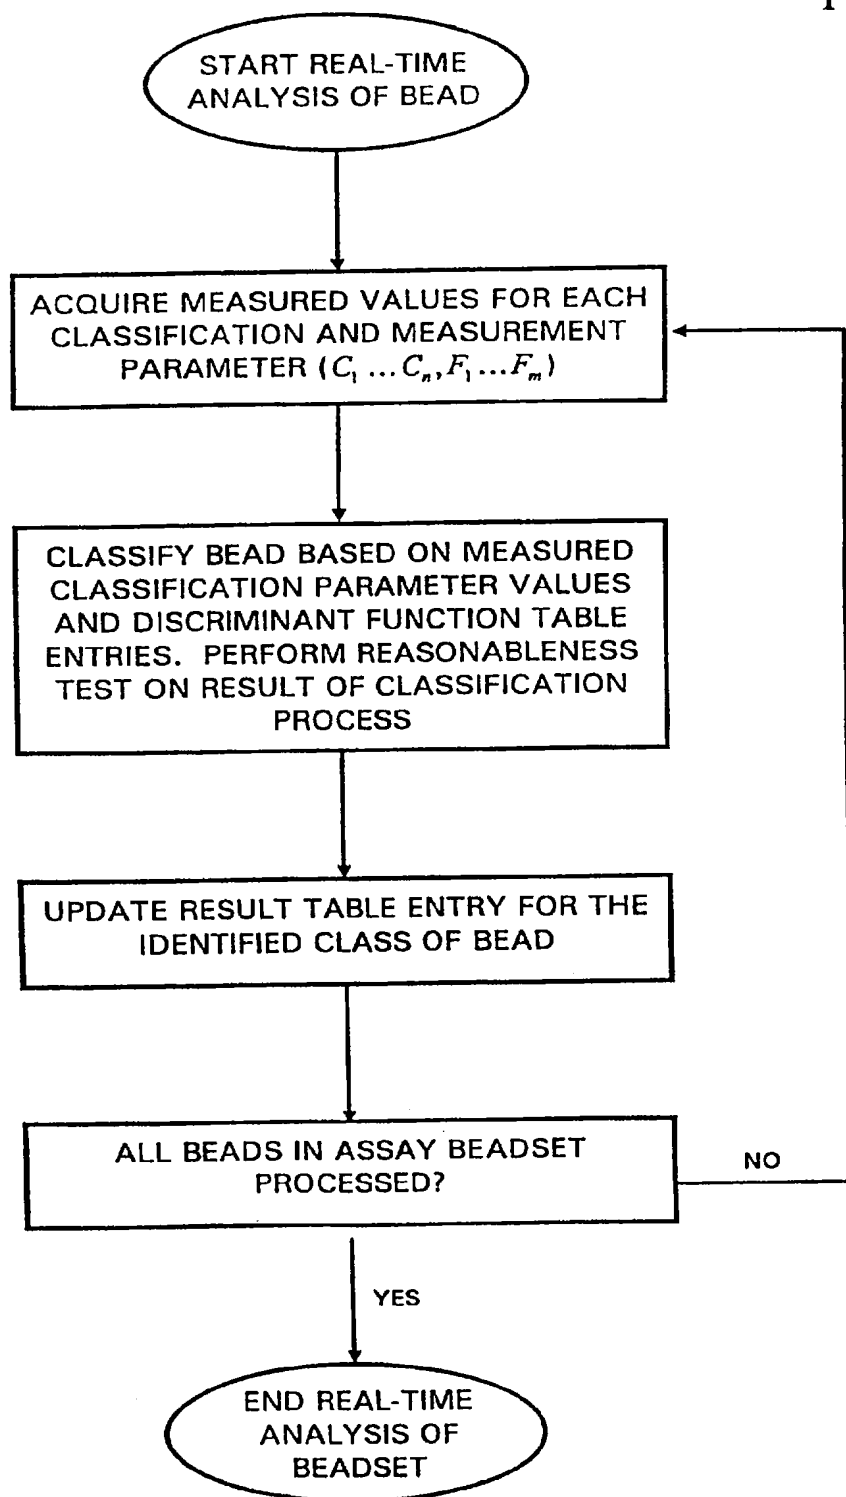 START REAL-TIME
ANALYSIS OF BEAD
ACQUIRE MEASURED VALUES FOR EACH
CLASSIFICATION AND MEASUREMENT
PARAMETER (C₁ ... Cₙ, F₁ ... Fₘ)
CLASSIFY BEAD BASED ON MEASURED
CLASSIFICATION PARAMETER VALUES
AND DISCRIMINANT FUNCTION TABLE
ENTRIES. PERFORM REASONABLENESS
TEST ON RESULT OF CLASSIFICATION
PROCESS
UPDATE RESULT TABLE ENTRY FOR THE
IDENTIFIED CLASS OF BEAD
ALL BEADS IN ASSAY BEADSET
PROCESSED?
NO
YES
END REAL-TIME
ANALYSIS OF
BEADSET